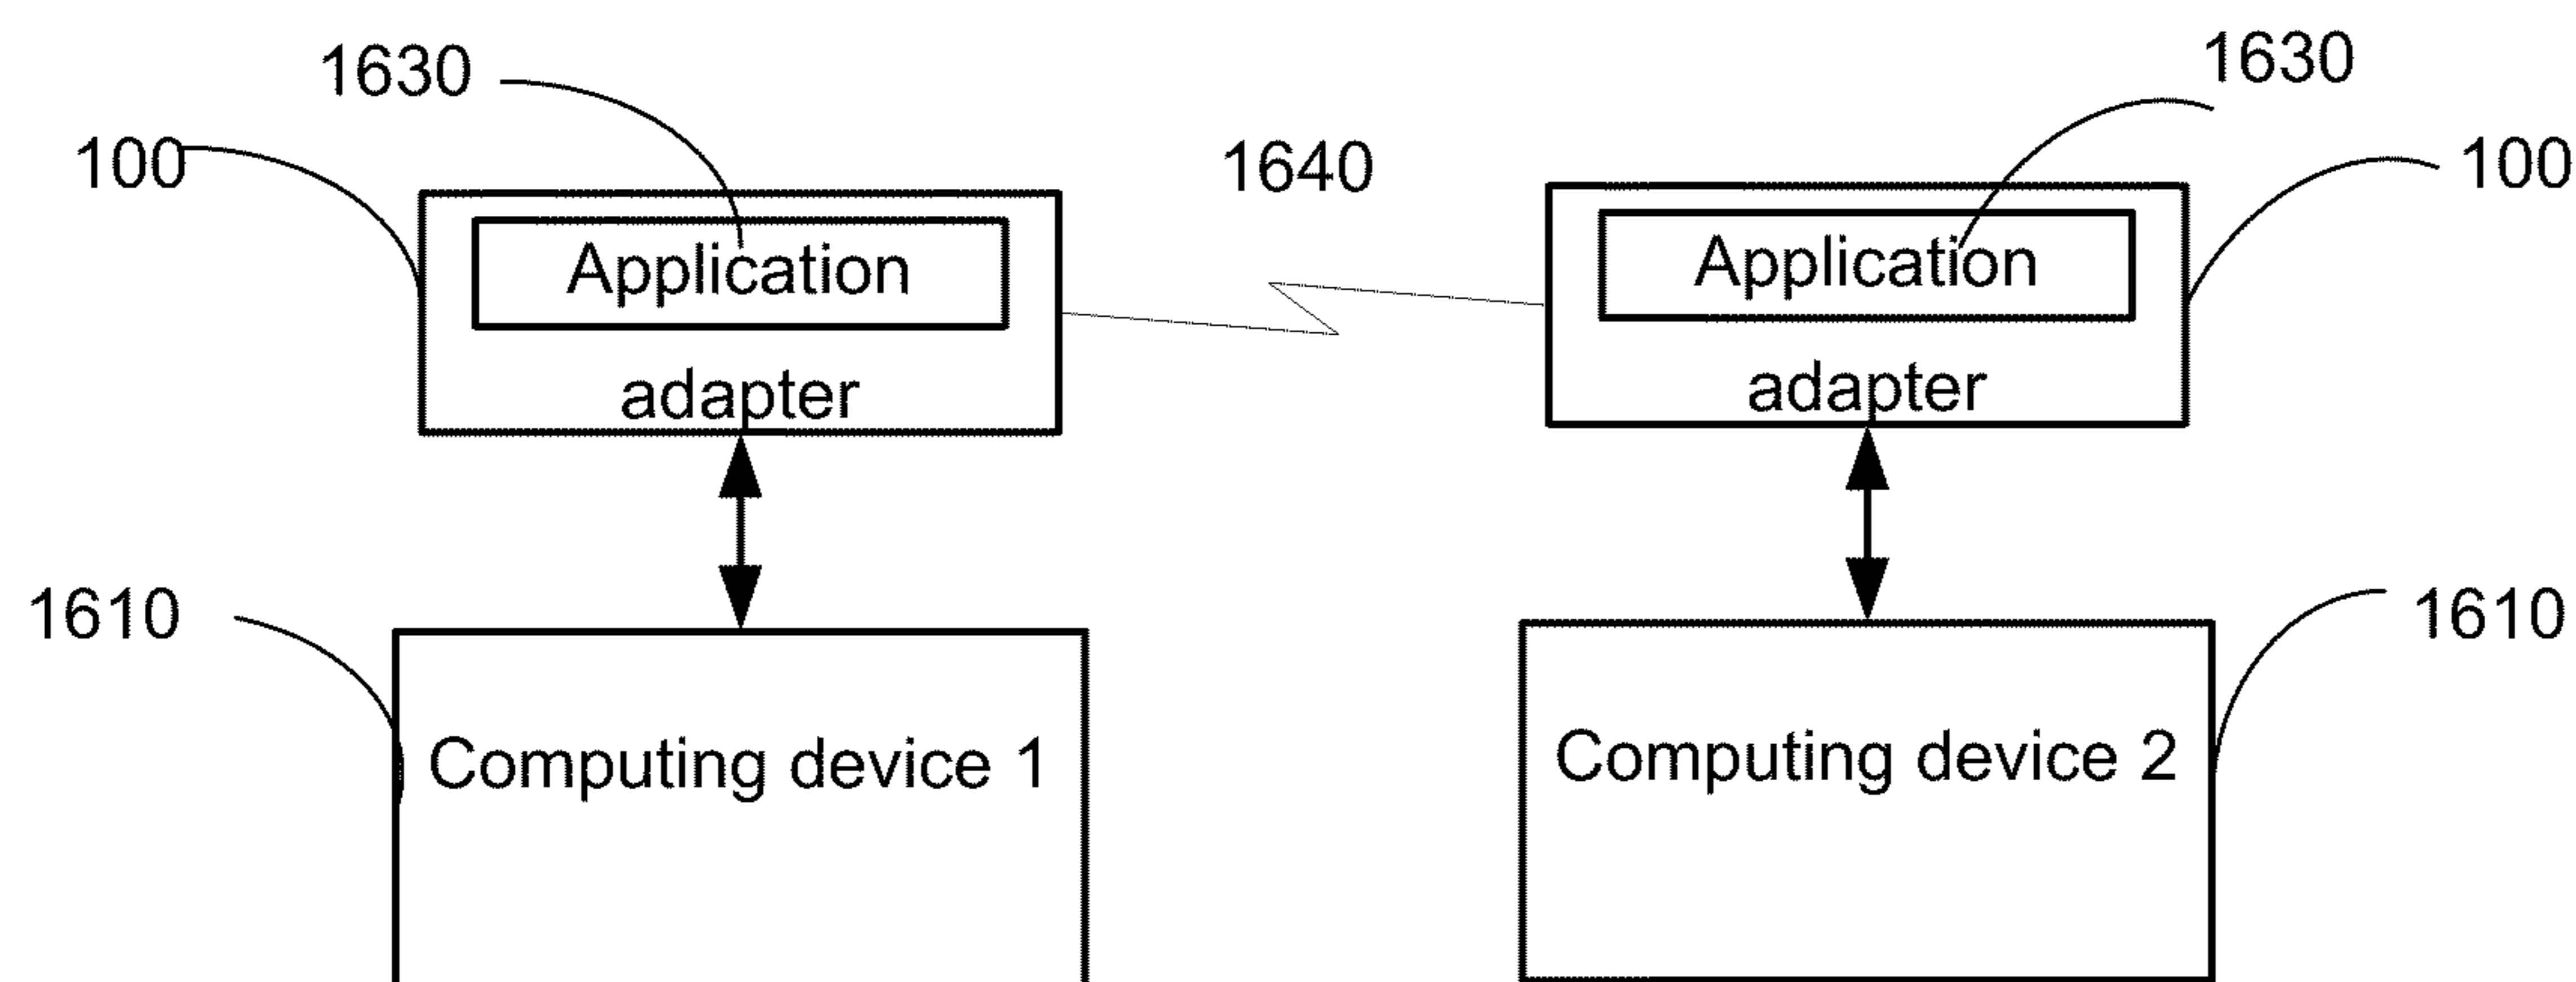 1630
1630
100
1640
100
Application
Application
adapter
adapter
1610
1610
Computing device 1
Computing device 2